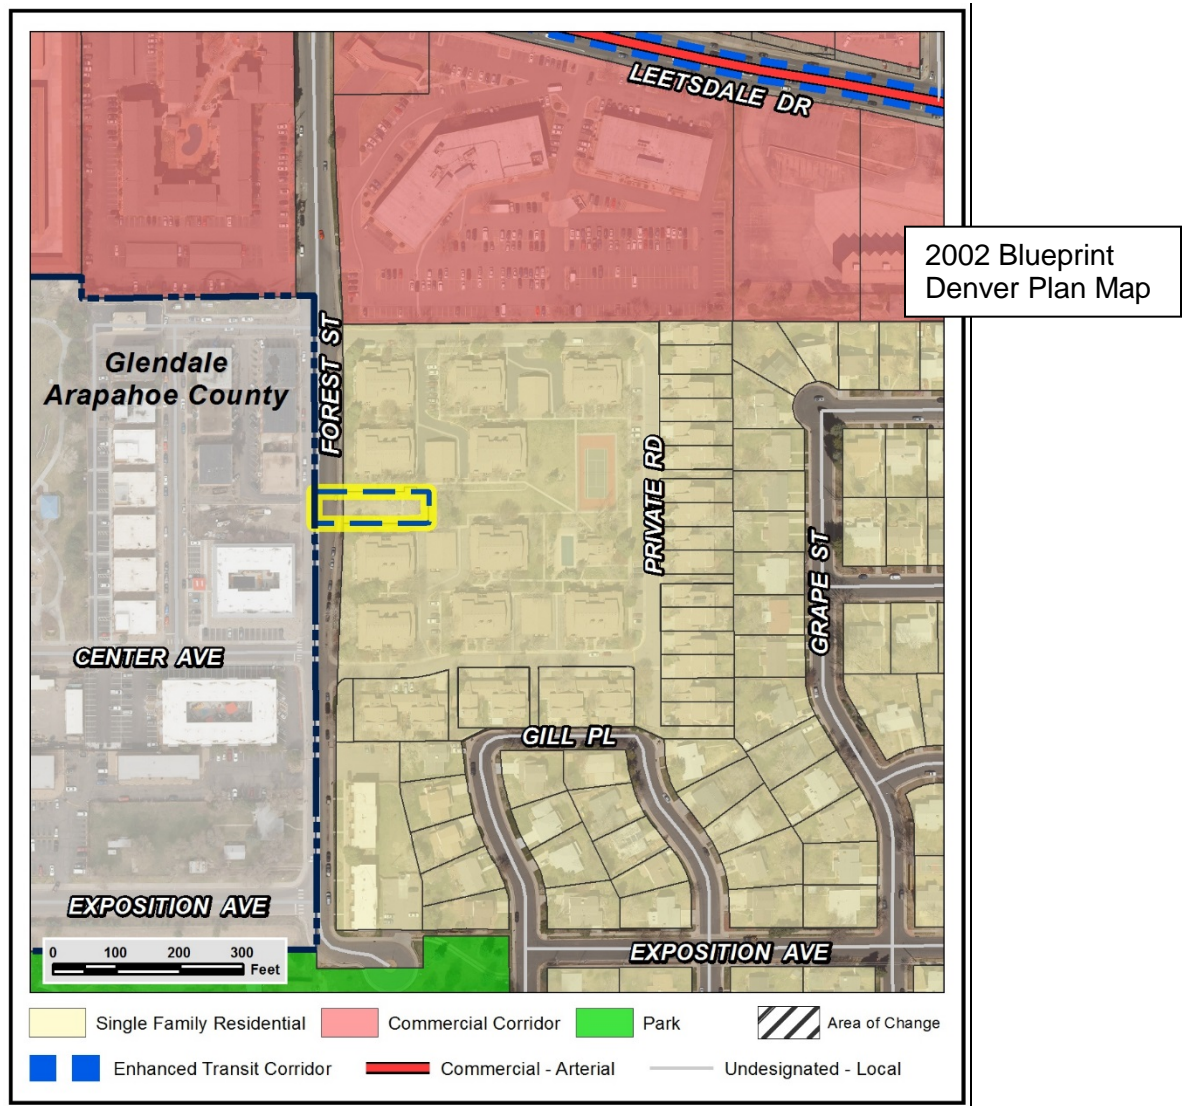 LEETSDALE DR
2002 Blueprint
Denver Plan Map
Glendale
Arapahoe County
FOREST ST
PRIVATE RD
GRAPE ST
CENTER AVE
GILL PL
EXPOSITION AVE
EXPOSITION AVE
0 100 200 300
Feet
Single Family Residential Commercial Corridor Park Area of Change
Enhanced Transit Corridor Commercial - Arterial Undesignated - Local